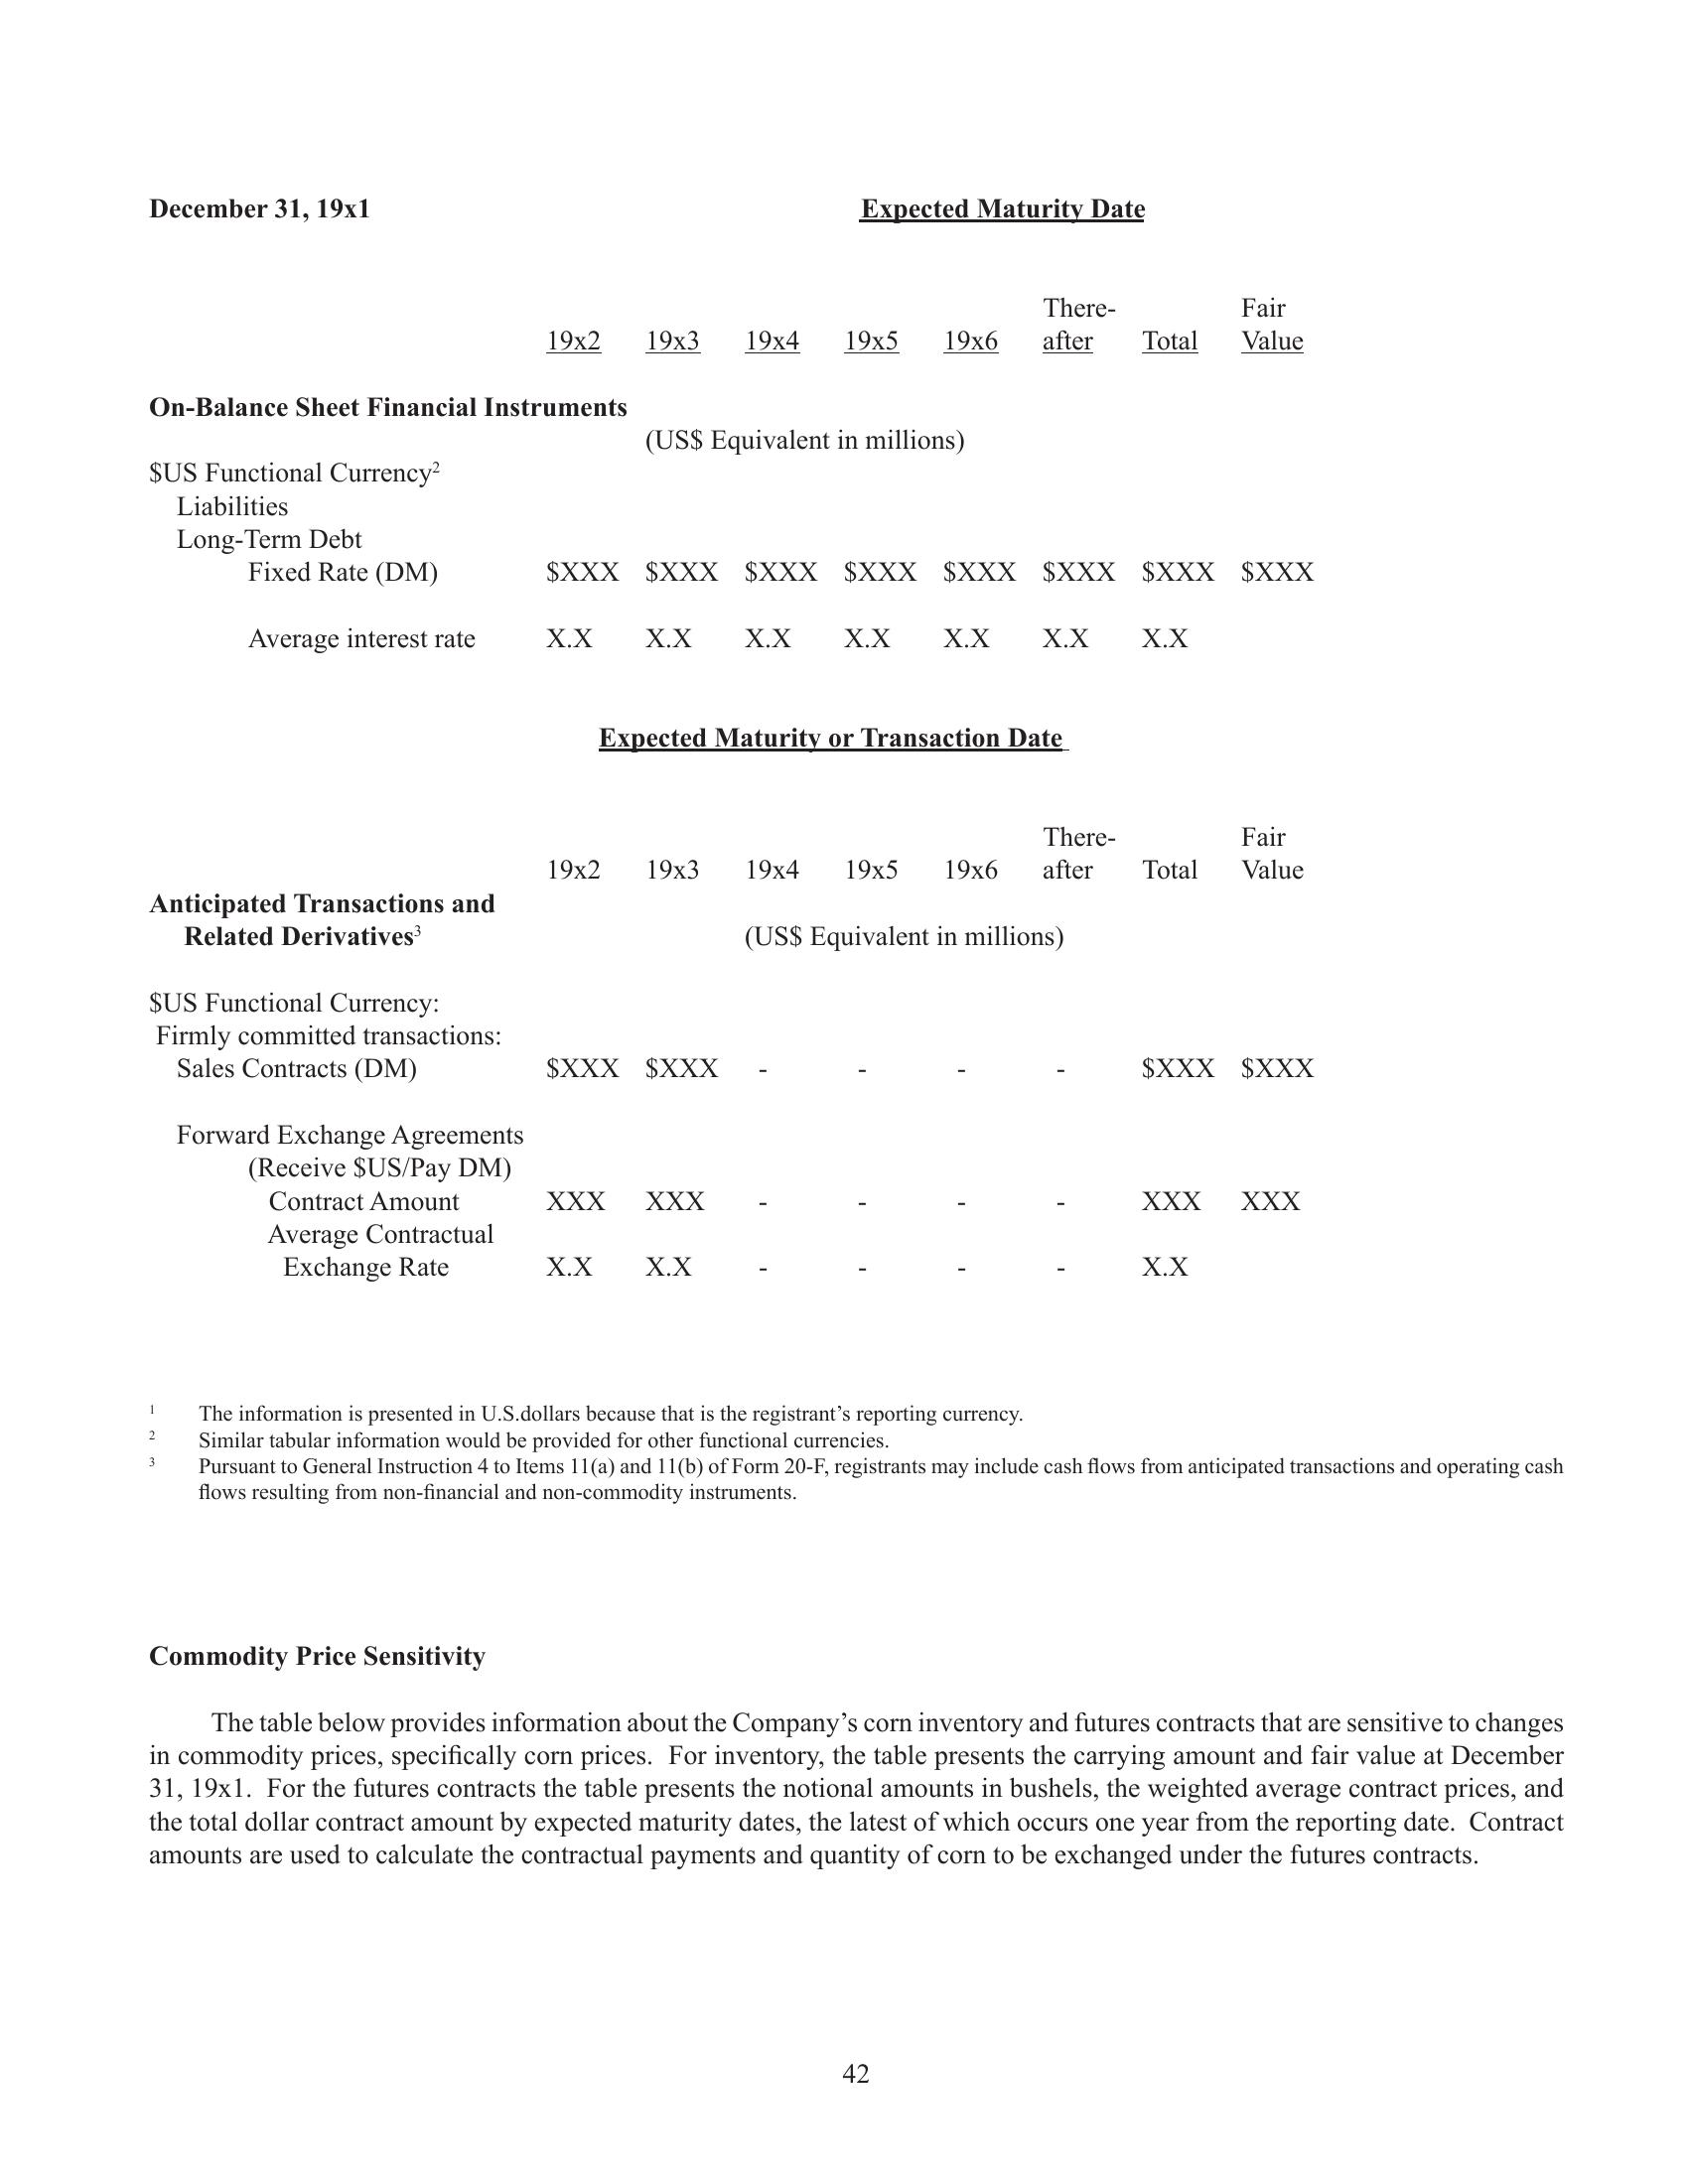 December 31, 19x1 Expected Maturity Date
There- Fair
19x2 19x3 19x4 19x5 19x6 after Total Value
On-Balance Sheet Financial Instruments
(US$ Equivalent in millions)
$US Functional Currency2
Liabilities
Long-Term Debt
Fixed Rate (DM) $XXX $XXX $XXX $XXX $XXX $XXX $XXX $XXX
Average interest rate X.X X.X X.X X.X X.X X.X X.X
Expected Maturity or Transaction Date
There- Fair
19x2 19x3 19x4 19x5 19x6 after Total Value
Anticipated Transactions and
Related Derivatives3 (US$ Equivalent in millions)
$US Functional Currency:
Firmly committed transactions:
Sales Contracts (DM) $XXX $XXX - - - - $XXX $XXX
Forward Exchange Agreements
(Receive $US/Pay DM)
Contract Amount XXX XXX - - - - XXX XXX
Average Contractual
Exchange Rate X.X X.X - - - - X.X
1 The information is presented in U.S.dollars because that is the registrant’s reporting currency.
2 Similar tabular information would be provided for other functional currencies.
3 Pursuant to General Instruction 4 to Items 11(a) and 11(b) of Form 20-F, registrants may include cash flows from anticipated transactions and operating cash
flows resulting from non-financial and non-commodity instruments.
Commodity Price Sensitivity
The table below provides information about the Company’s corn inventory and futures contracts that are sensitive to changes
in commodity prices, specifically corn prices. For inventory, the table presents the carrying amount and fair value at December
31, 19x1. For the futures contracts the table presents the notional amounts in bushels, the weighted average contract prices, and
the total dollar contract amount by expected maturity dates, the latest of which occurs one year from the reporting date. Contract
amounts are used to calculate the contractual payments and quantity of corn to be exchanged under the futures contracts.
42